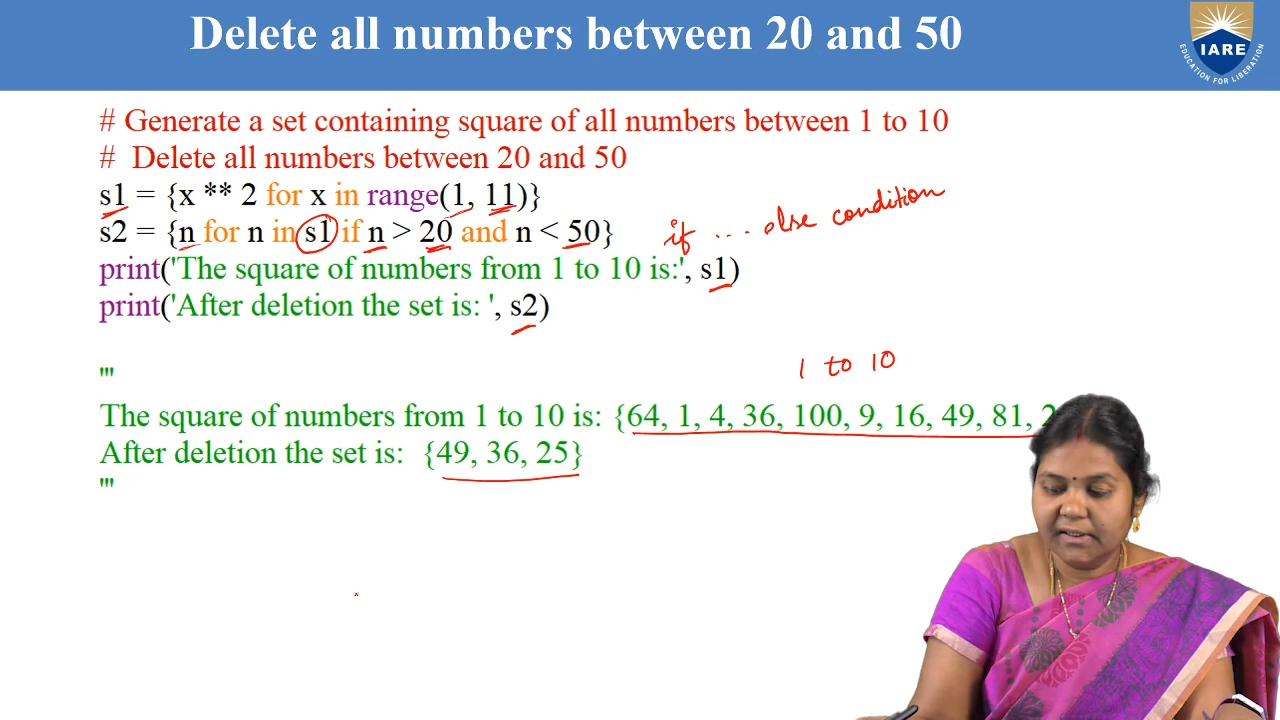 Delete all numbers between 20 and 50
IARE
EDUCATION FOR LIBERATION
# Generate a set containing square of all numbers between 1 to 10
# Delete all numbers between 20 and 50
s1 = {x ** 2 for x in range(1, 11)}
s2 = {n for n in s1 if n > 20 and n < 50}
if ... else condition
print('The square of numbers from 1 to 10 is:', s1)
print('After deletion the set is: ', s2)
'''
1 to 10
The square of numbers from 1 to 10 is: {64, 1, 4, 36, 100, 9, 16, 49, 81, 2
After deletion the set is: {49, 36, 25}
'''